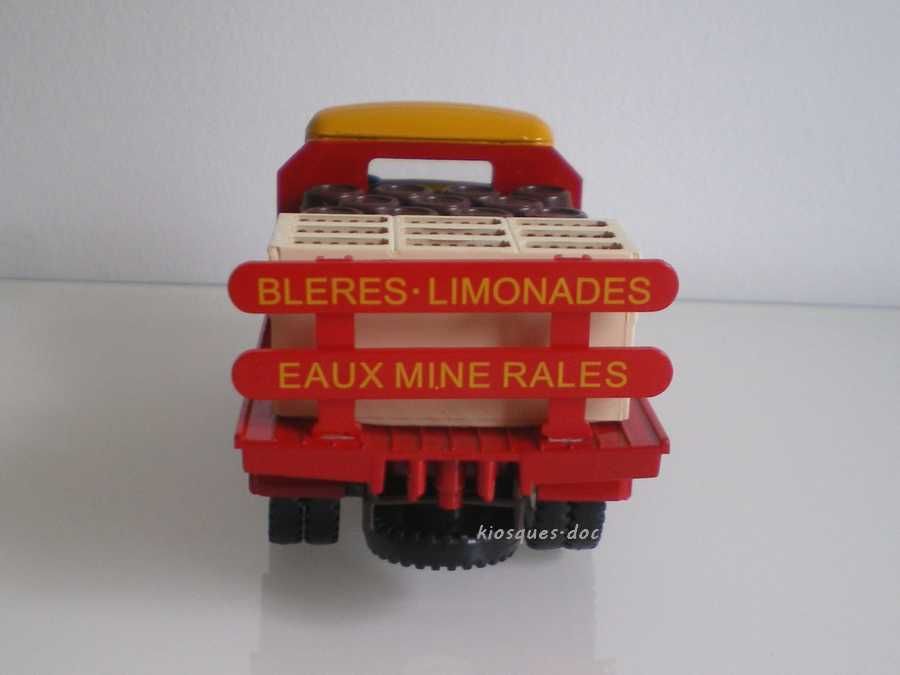 BLERES·LIMONADES
EAUX MINE RALES
kiosques-doc